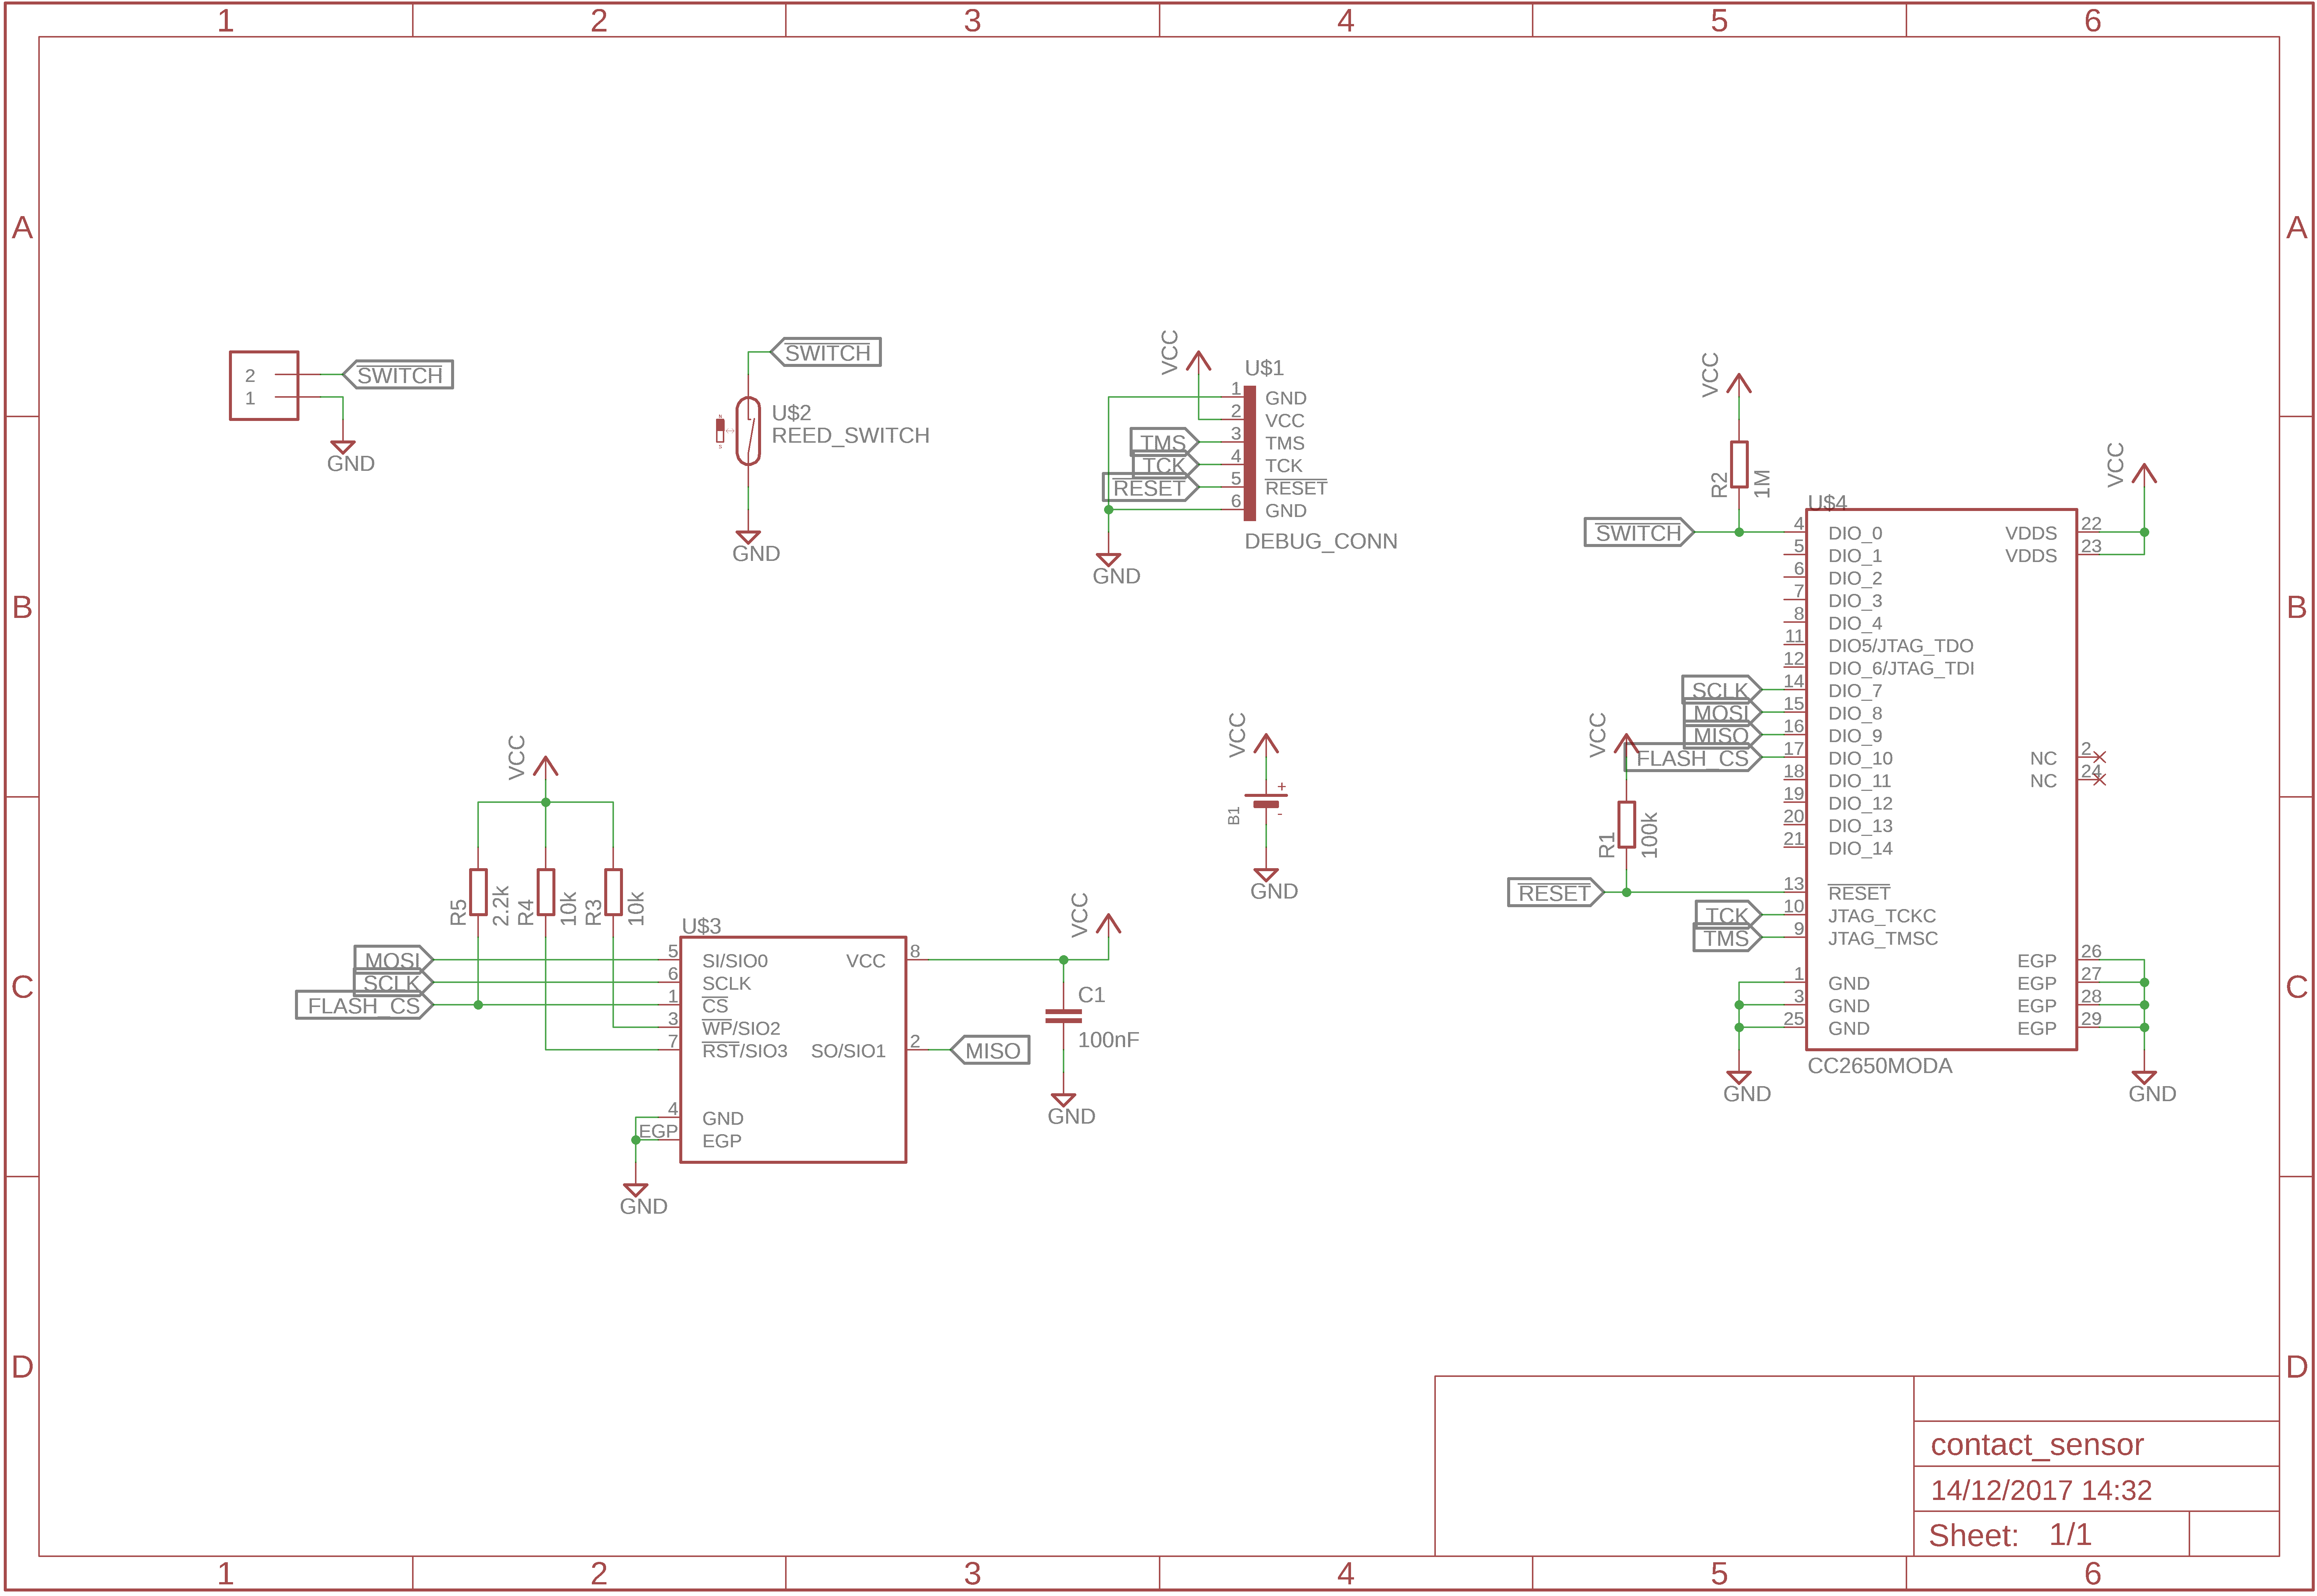 1 2 3 4 5 6
A A
B B
C C
D D
2 SWITCH
1
GND
SWITCH
N
S
U$2
REED_SWITCH
GND
VCC
U$1
1 GND
2 VCC
TMS 3 TMS
TCK 4 TCK
RESET 5 RESET
6 GND
DEBUG_CONN
GND
VCC
R2
1M
VCC
U$4
SWITCH 4 DIO_0 VDDS 22
5 DIO_1 VDDS 23
6 DIO_2
7 DIO_3
8 DIO_4
11 DIO5/JTAG_TDO
12 DIO_6/JTAG_TDI
SCLK 14 DIO_7
MOSI 15 DIO_8
MISO 16 DIO_9
FLASH_CS 17 DIO_10 NC 2
18 DIO_11 NC 24
19 DIO_12
20 DIO_13
21 DIO_14
VCC
R1
100k
RESET 13 RESET
TCK 10 JTAG_TCKC
TMS 9 JTAG_TMSC
EGP 26
1 GND EGP 27
3 GND EGP 28
25 GND EGP 29
CC2650MODA
GND
GND
VCC
+
B1
-
GND
VCC
R5
2.2k
R4
10k
R3
10k
U$3
MOSI 5 SI/SIO0 VCC 8
SCLK 6 SCLK
FLASH_CS 1 CS
3 WP/SIO2
7 RST/SIO3 SO/SIO1 2 MISO
4 GND
EGP EGP
GND
VCC
C1
100nF
GND
contact_sensor
14/12/2017 14:32
Sheet: 1/1
1 2 3 4 5 6